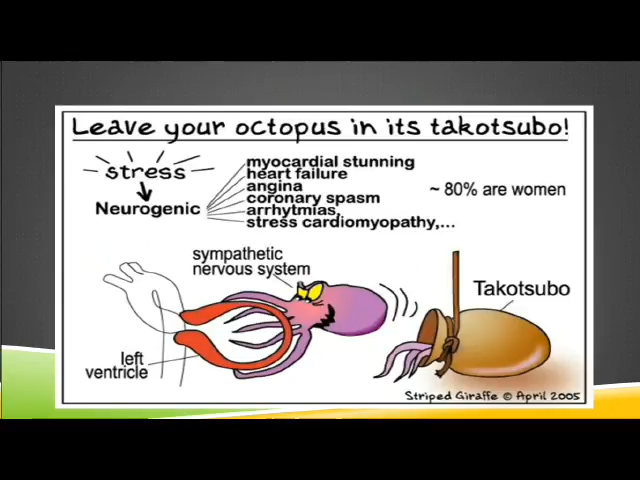 Leave your octopus in its takotsubo!
stress
Neurogenic
myocardial stunning
heart failure
angina
coronary spasm
arrhytmias,
stress cardiomyopathy,...
~ 80% are women
sympathetic
nervous system
Takotsubo
left
ventricle
Striped Giraffe © April 2005